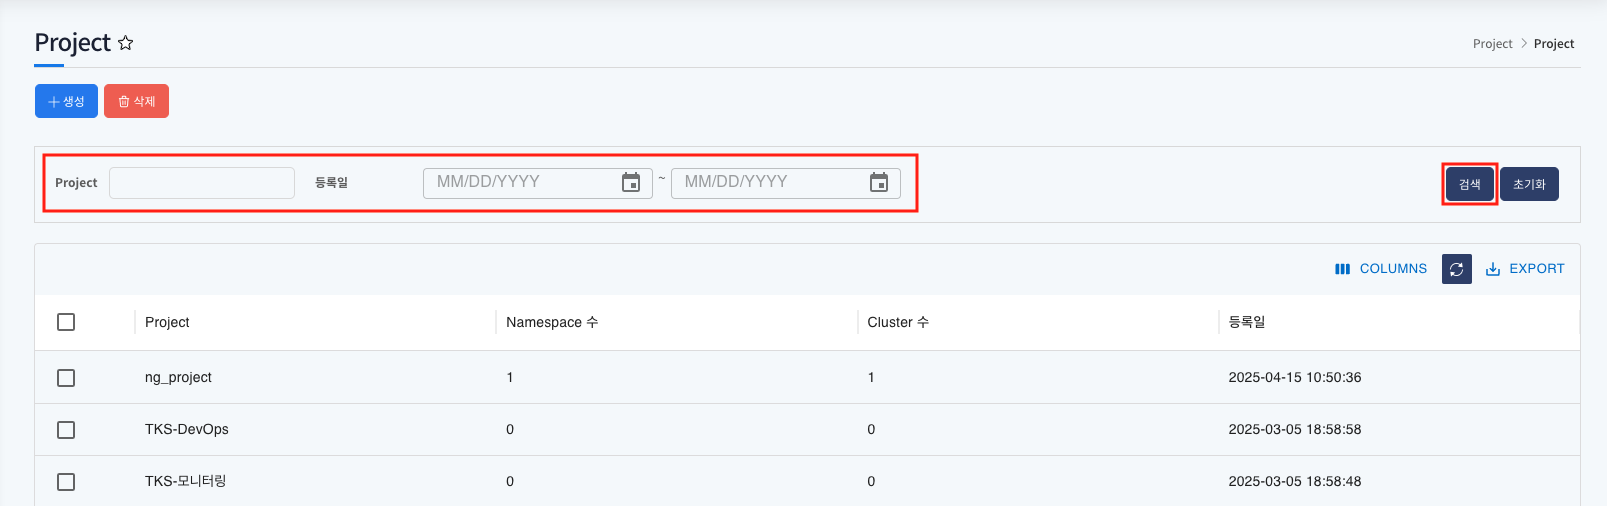 Project
Project > Project
생성 삭제
Project 등록일 MM/DD/YYYY ~ MM/DD/YYYY 검색 초기화
COLUMNS EXPORT
Project Namespace 수 Cluster 수 등록일
ng_project 1 1 2025-04-15 10:50:36
TKS-DevOps 0 0 2025-03-05 18:58:58
TKS-모니터링 0 0 2025-03-05 18:58:48